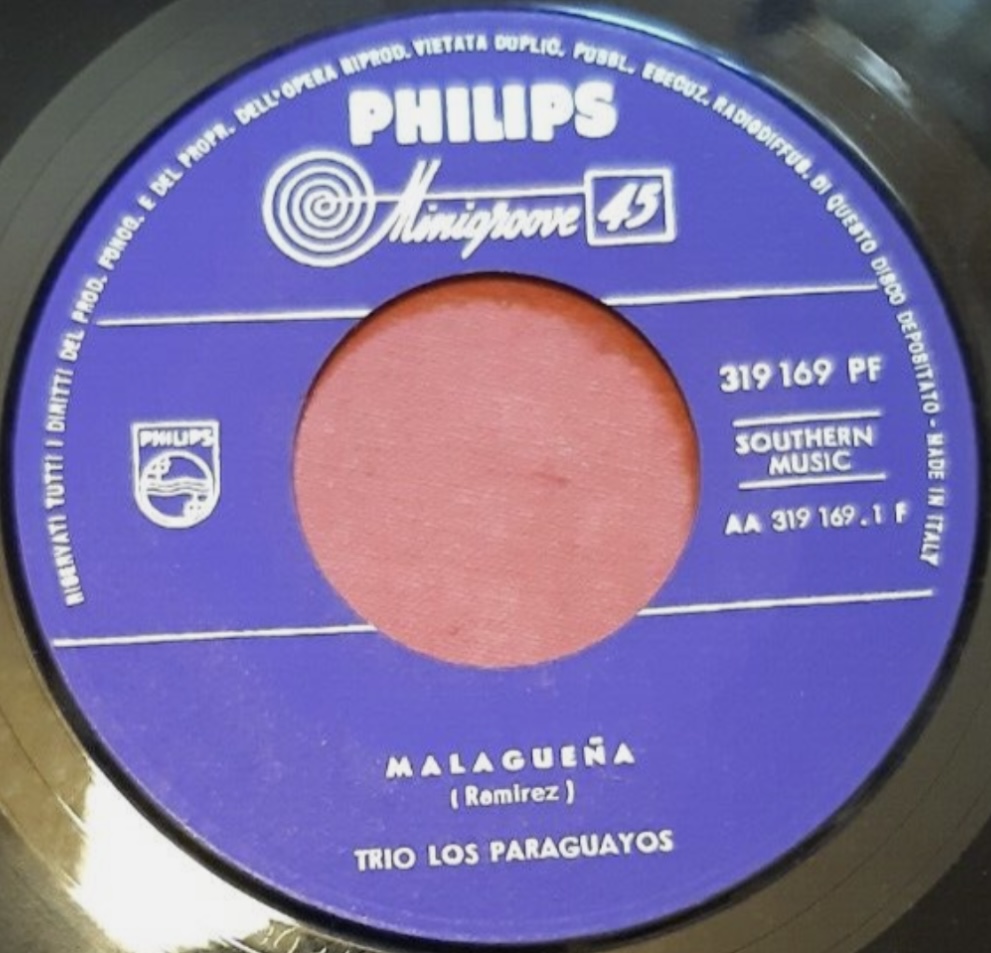 RISERVATI TUTTI I DIRITTI DEL PROD. FONOG. E DEL PROPR. DELL'OPERA RIPROD. VIETATA DUPLIC. PUBBL. ESECUZ. RADIODIFFUS. DI QUESTO DISCO DEPOSITATO - MADE IN ITALY
PHILIPS
Minigroove 45
319 169 PF
PHILIPS
SOUTHERN
MUSIC
AA 319 169.1 F
MALAGUEÑA
(Ramirez)
TRIO LOS PARAGUAYOS